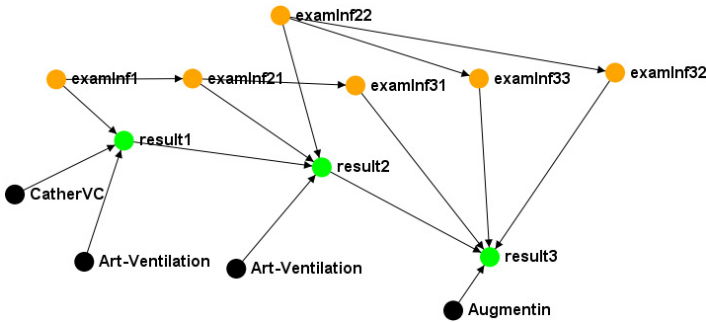 examInf22
examInf1
examInf21
examInf31
examInf33
examInf32
result1
result2
CatherVC
Art-Ventilation
Art-Ventilation
result3
Augmentin